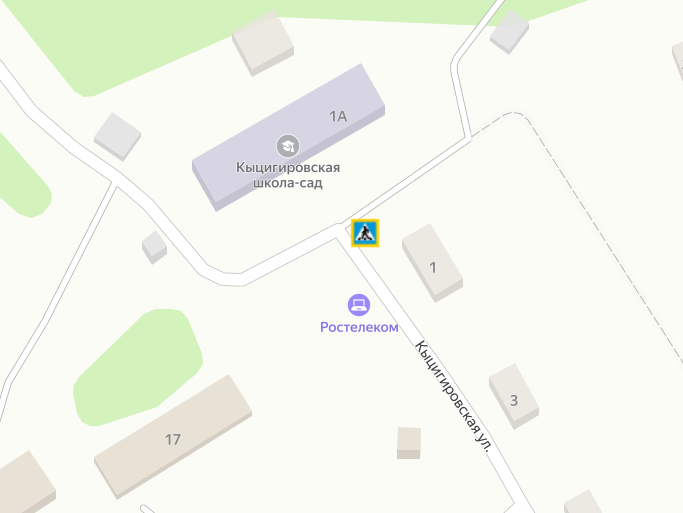 1А
Кыцигировская
школа-сад
1
Ростелеком
Кыцигировская ул.
3
17